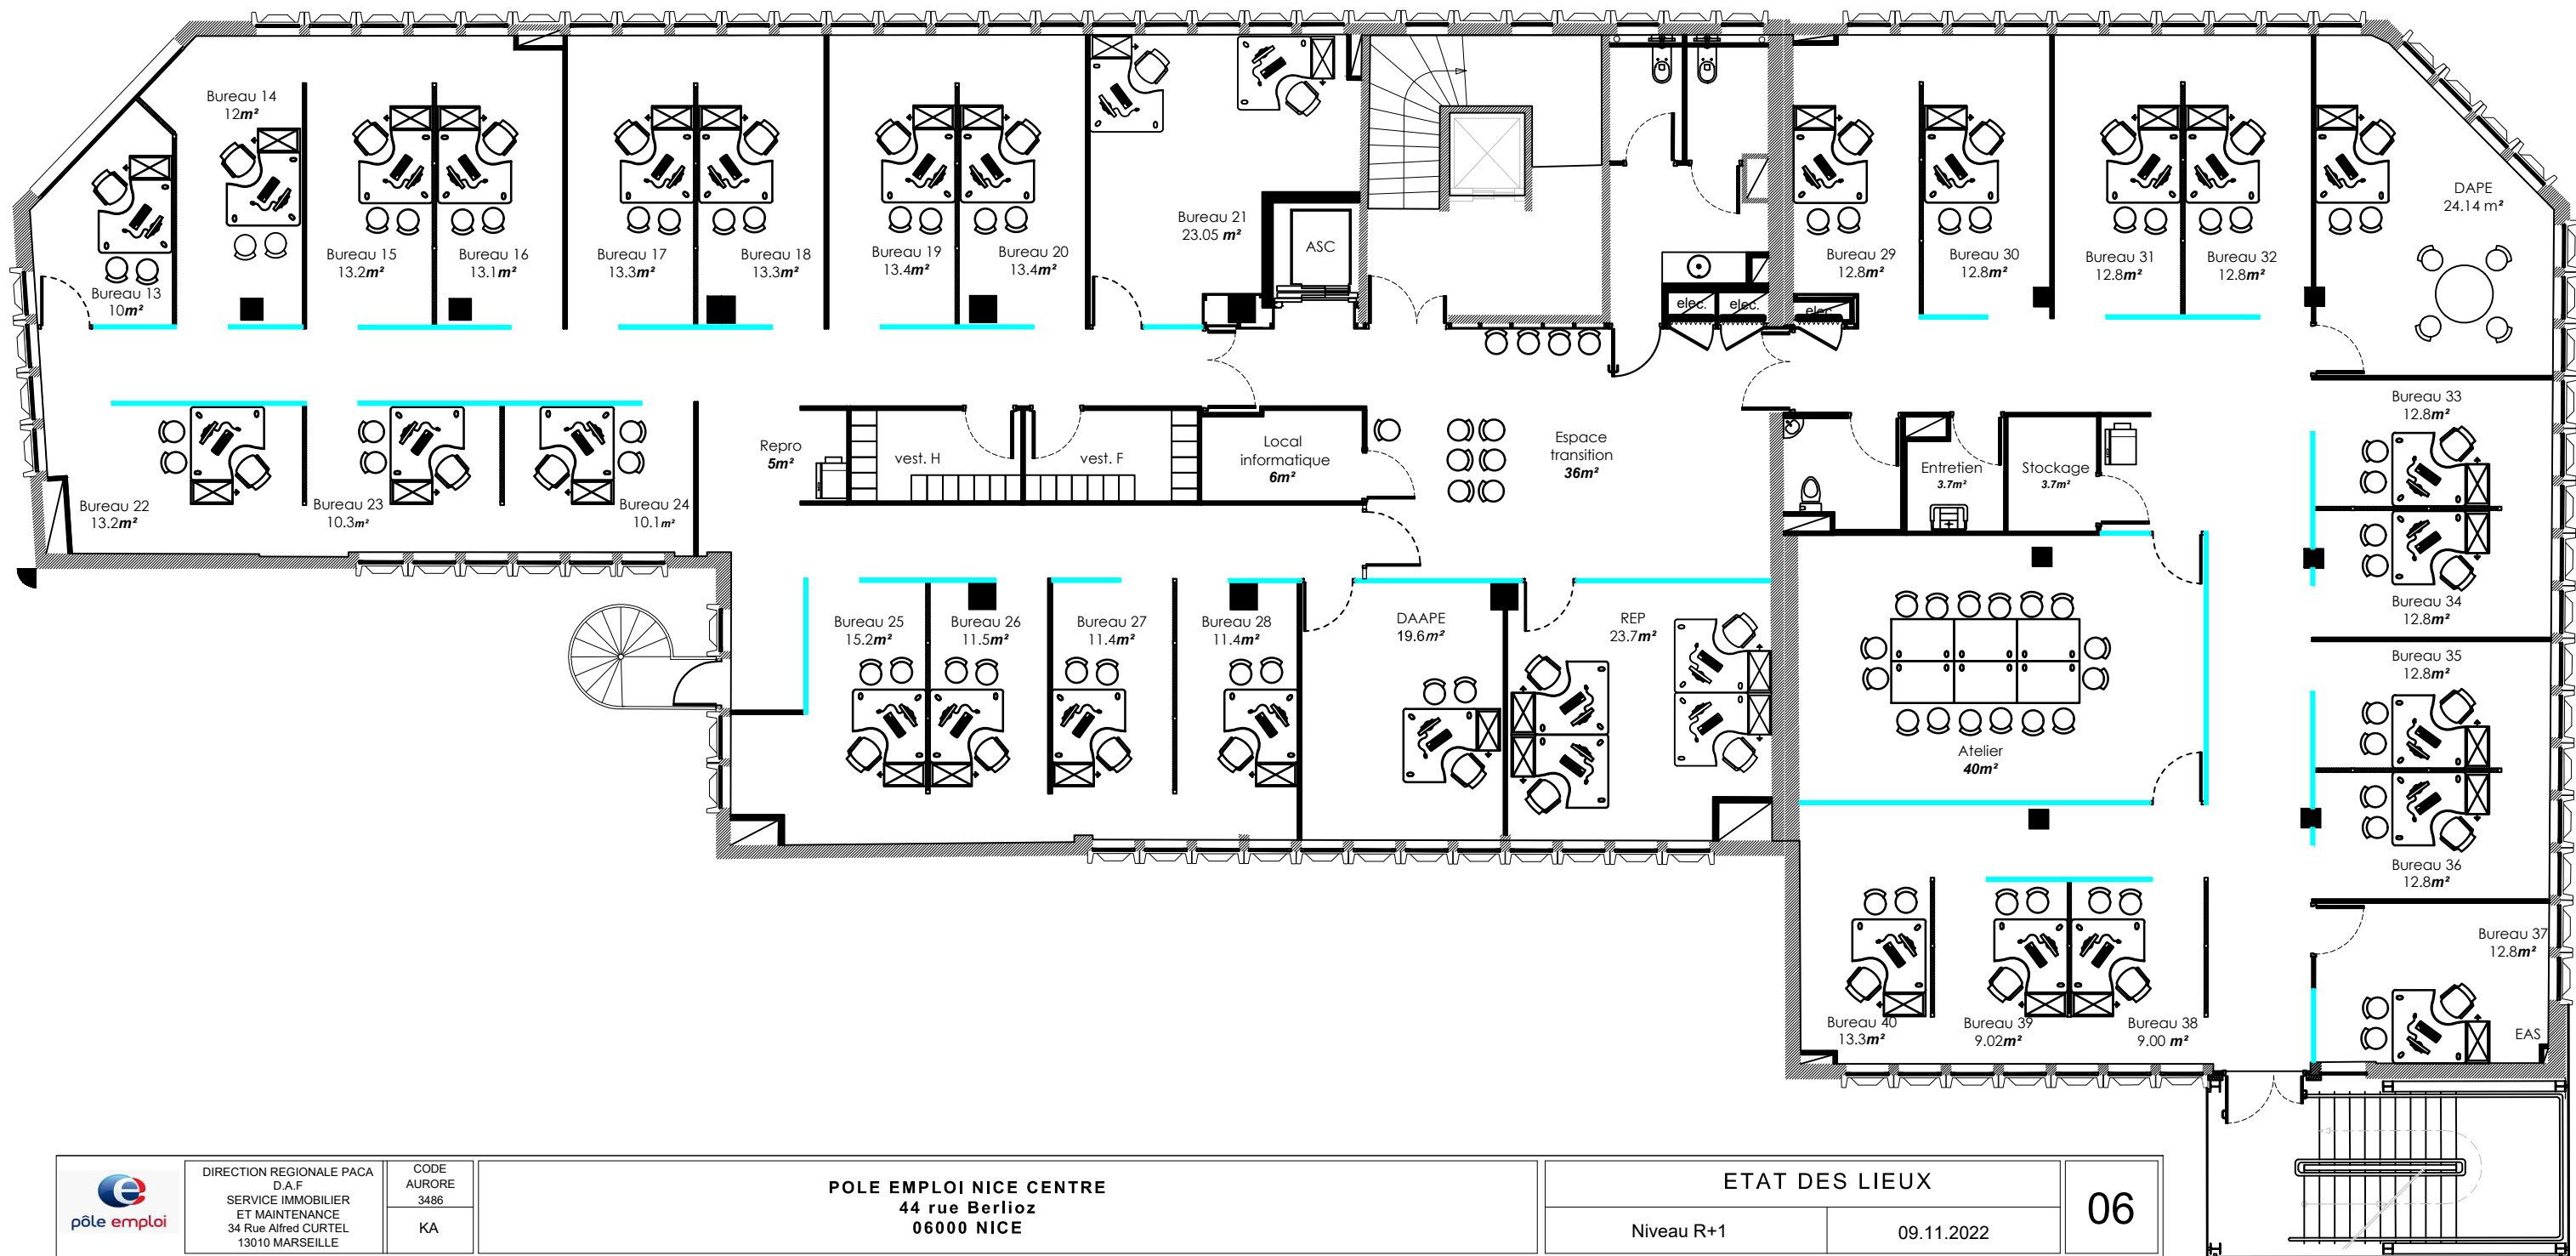 Bureau 14
12m²
Bureau 13
10m²
Bureau 15
13.2m²
Bureau 16
13.1m²
Bureau 17
13.3m²
Bureau 18
13.3m²
Bureau 19
13.4m²
Bureau 20
13.4m²
Bureau 21
23.05 m²
ASC
elec.
elec.
elec.
Bureau 29
12.8m²
Bureau 30
12.8m²
Bureau 31
12.8m²
Bureau 32
12.8m²
DAPE
24.14 m²
Bureau 22
13.2m²
Bureau 23
10.3m²
Bureau 24
10.1m²
Repro
5m²
vest. H
vest. F
Local
informatique
6m²
Espace
transition
36m²
Entretien
3.7m²
Stockage
3.7m²
Bureau 33
12.8m²
Bureau 34
12.8m²
Bureau 25
15.2m²
Bureau 26
11.5m²
Bureau 27
11.4m²
Bureau 28
11.4m²
DAAPE
19.6m²
REP
23.7m²
Atelier
40m²
Bureau 35
12.8m²
Bureau 36
12.8m²
Bureau 37
12.8m²
EAS
Bureau 40
13.3m²
Bureau 39
9.02m²
Bureau 38
9.00 m²
pôle emploi
DIRECTION REGIONALE PACA
D.A.F
SERVICE IMMOBILIER
ET MAINTENANCE
34 Rue Alfred CURTEL
13010 MARSEILLE
CODE
AURORE
3486
KA
POLE EMPLOI NICE CENTRE
44 rue Berlioz
06000 NICE
ETAT DES LIEUX
Niveau R+1
09.11.2022
06